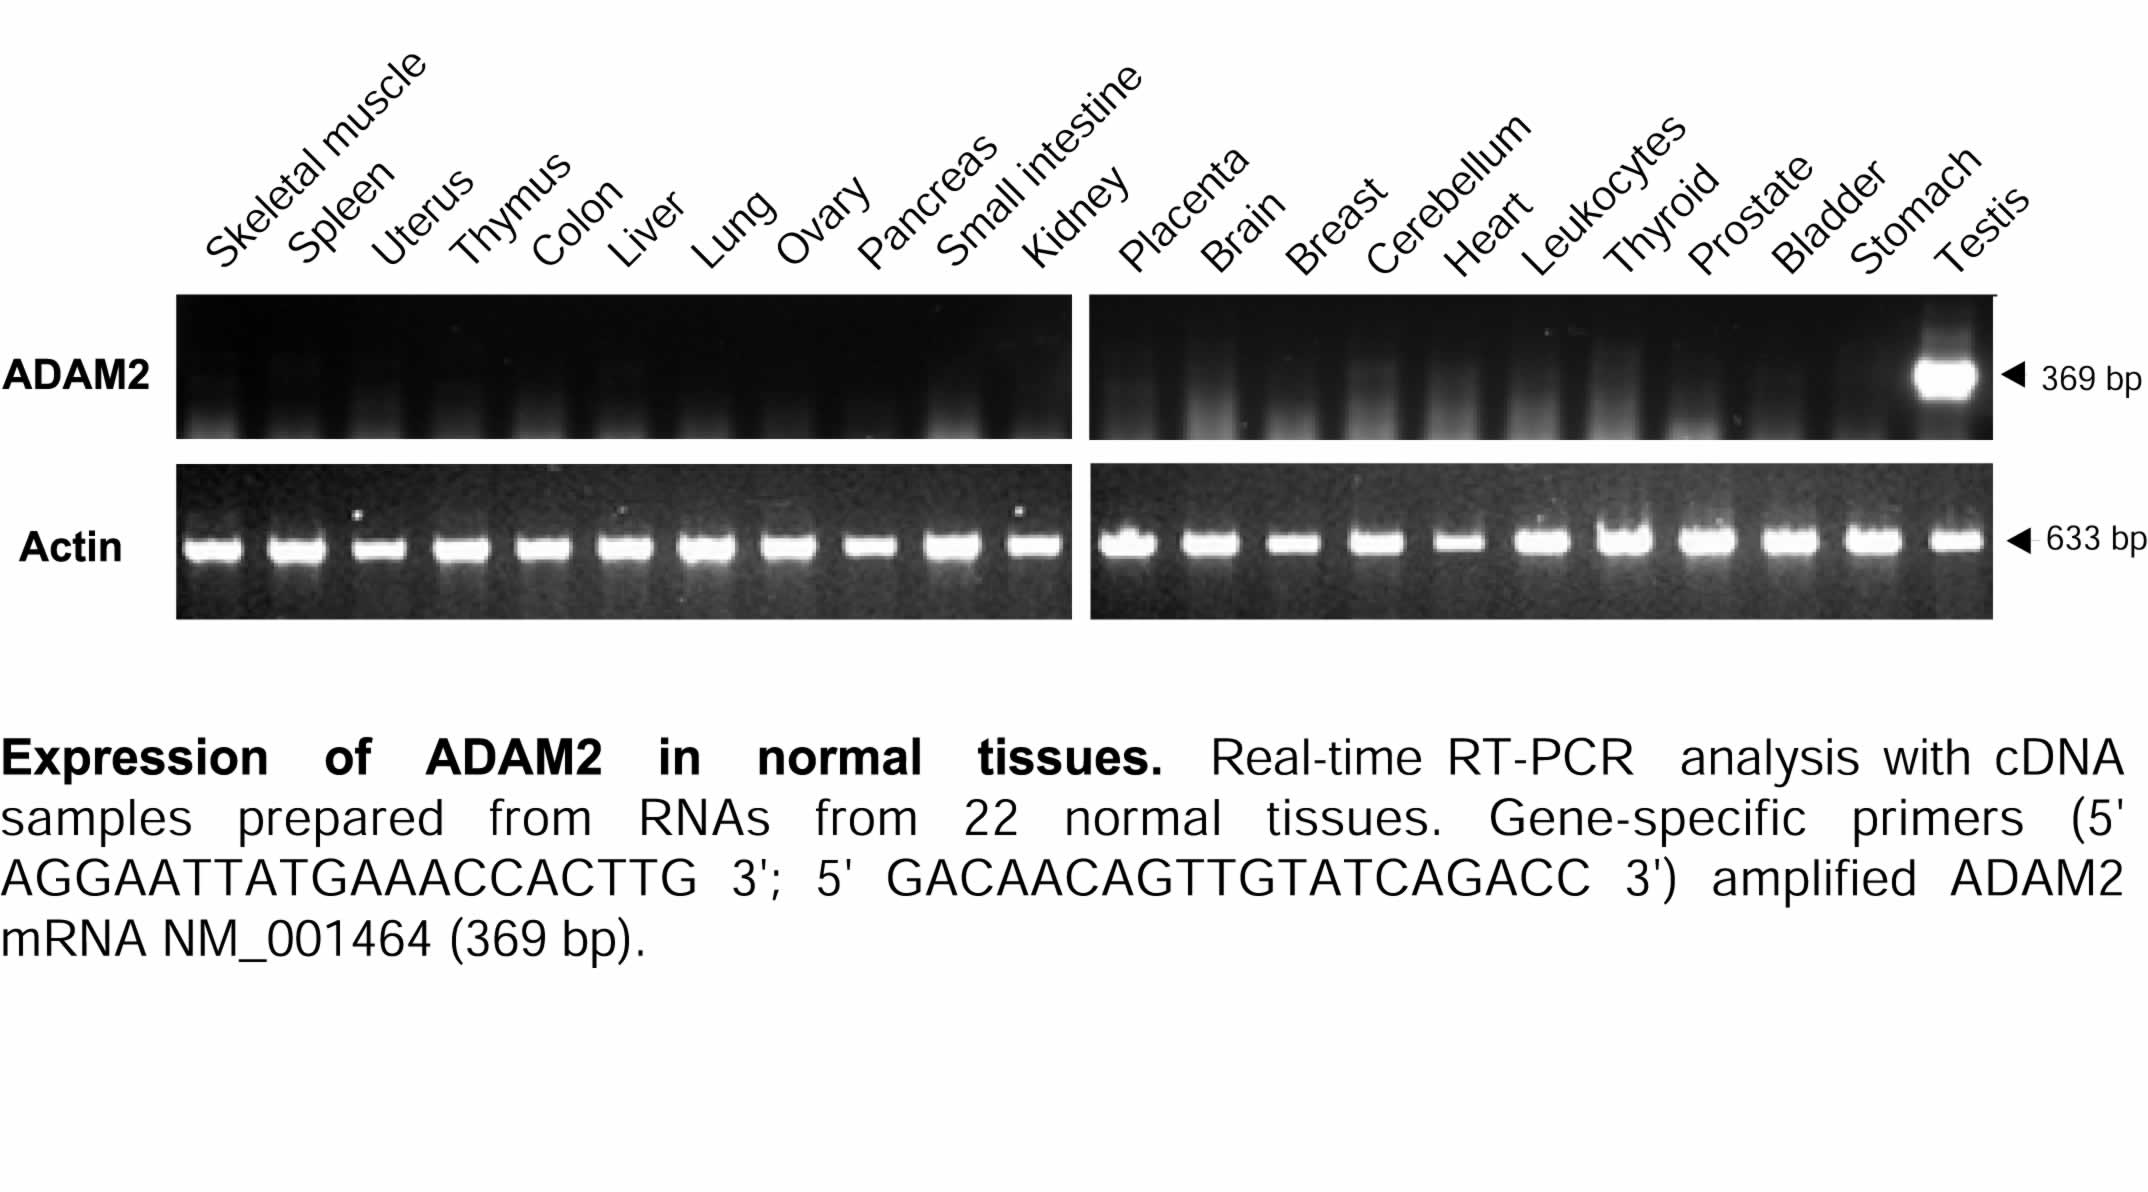 Skeletal muscle
Spleen
Uterus
Thymus
Colon
Liver
Lung
Ovary
Pancreas
Small intestine
Kidney
Placenta
Brain
Breast
Cerebellum
Heart
Leukocytes
Thyroid
Prostate
Bladder
Stomach
Testis
ADAM2
369 bp
Actin
633 bp
Expression of ADAM2 in normal tissues. Real-time RT-PCR analysis with cDNA
samples prepared from RNAs from 22 normal tissues. Gene-specific primers (5'
AGGAATTATGAAACCACTTG 3'; 5' GACAACAGTTGTATCAGACC 3') amplified ADAM2
mRNA NM_001464 (369 bp).